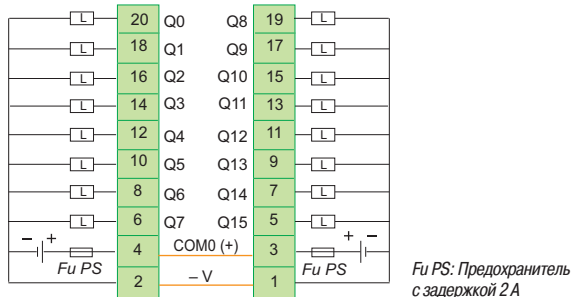 L 20 Q0 Q8 19 L
L 18 Q1 Q9 17 L
L 16 Q2 Q10 15 L
L 14 Q3 Q11 13 L
L 12 Q4 Q12 11 L
L 10 Q5 Q13 9 L
L 8 Q6 Q14 7 L
L 6 Q7 Q15 5 L
– + 4 COM0 (+) 3 + –
Fu PS Fu PS
2 – V 1
Fu PS: Предохранитель
с задержкой 2 A